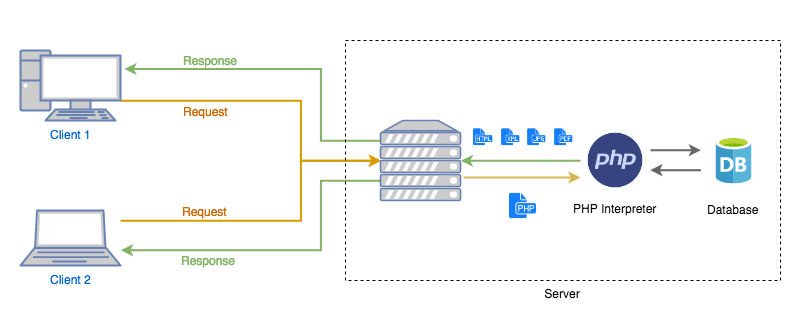 Response
Request
Client 1
HTML
XML
JPG
PDF
php
DB
PHP
PHP Interpreter
Database
Request
Response
Client 2
Server